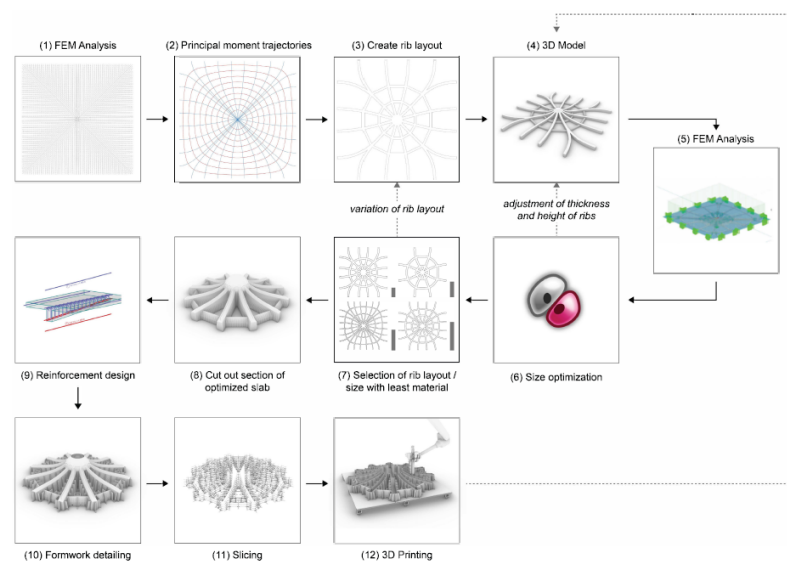 (1) FEM Analysis
(2) Principal moment trajectories
(3) Create rib layout
(4) 3D Model
(5) FEM Analysis
variation of rib layout
adjustment of thickness
and height of ribs
(9) Reinforcement design
(8) Cut out section of
optimized slab
(7) Selection of rib layout /
size with least material
(6) Size optimization
(10) Formwork detailing
(11) Slicing
(12) 3D Printing